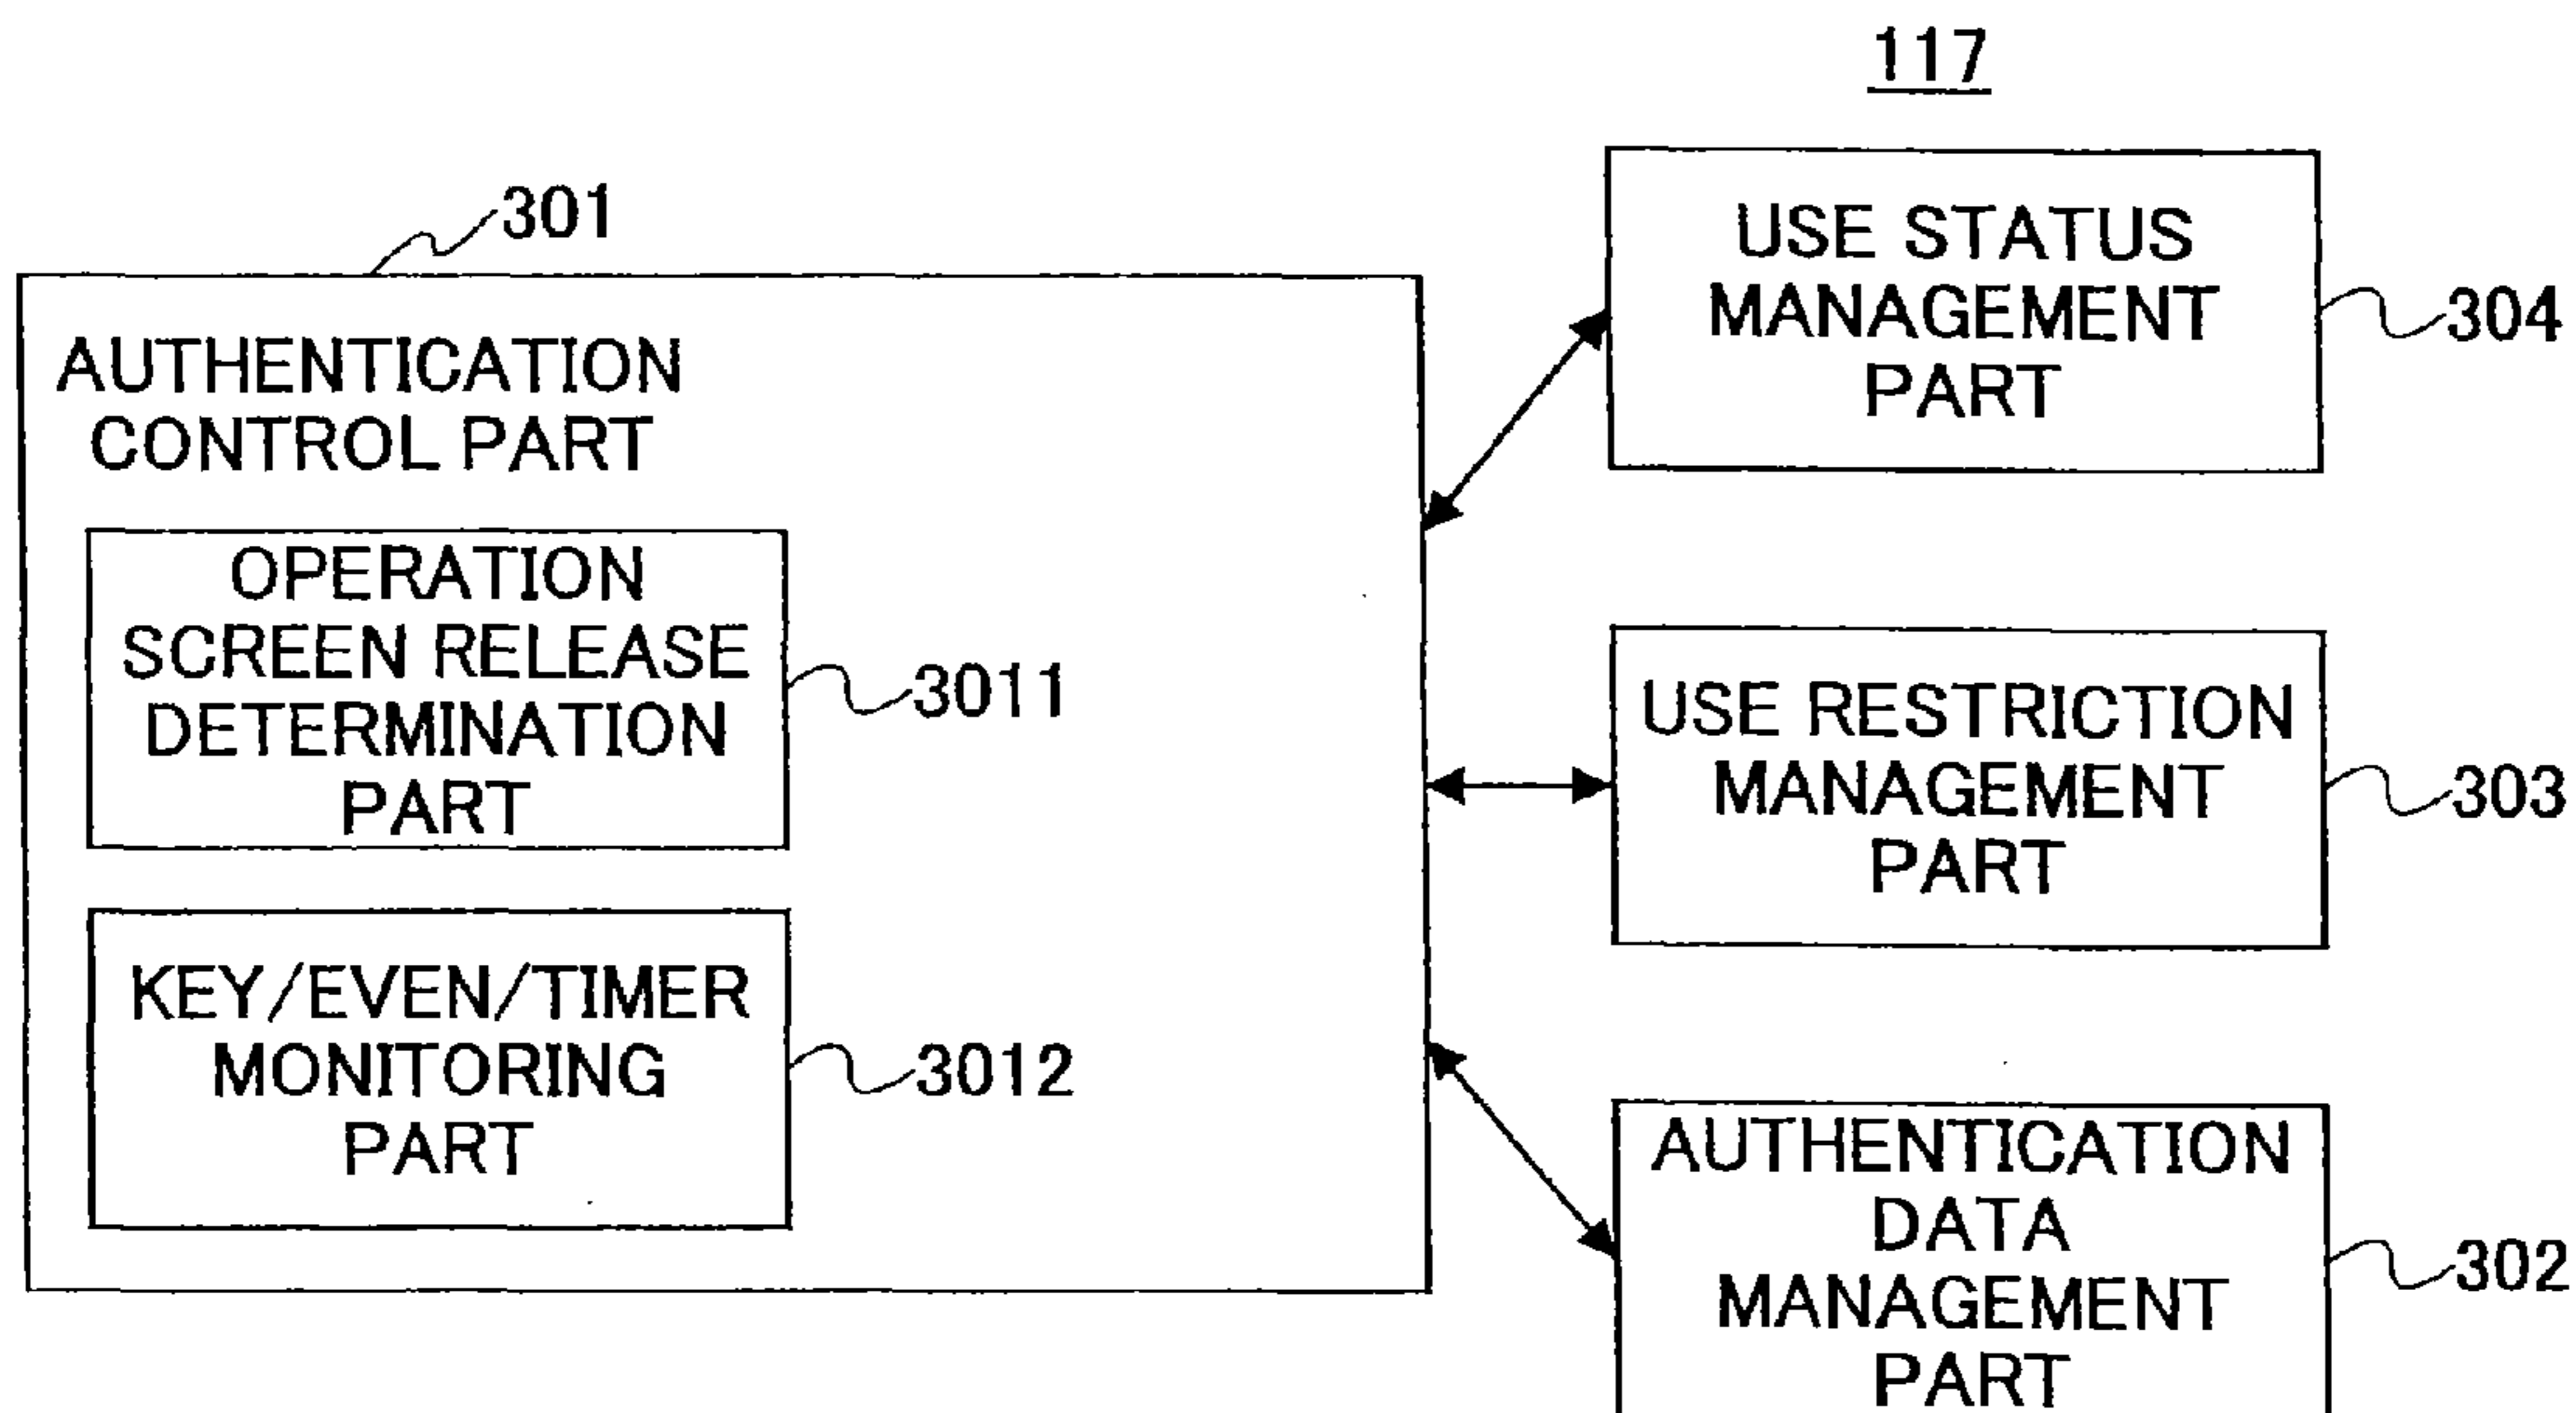 117
301
AUTHENTICATION
CONTROL PART
OPERATION
SCREEN RELEASE
DETERMINATION
PART
3011
KEY/EVEN/TIMER
MONITORING
PART
3012
USE STATUS
MANAGEMENT
PART
304
USE RESTRICTION
MANAGEMENT
PART
303
AUTHENTICATION
DATA
MANAGEMENT
PART
302